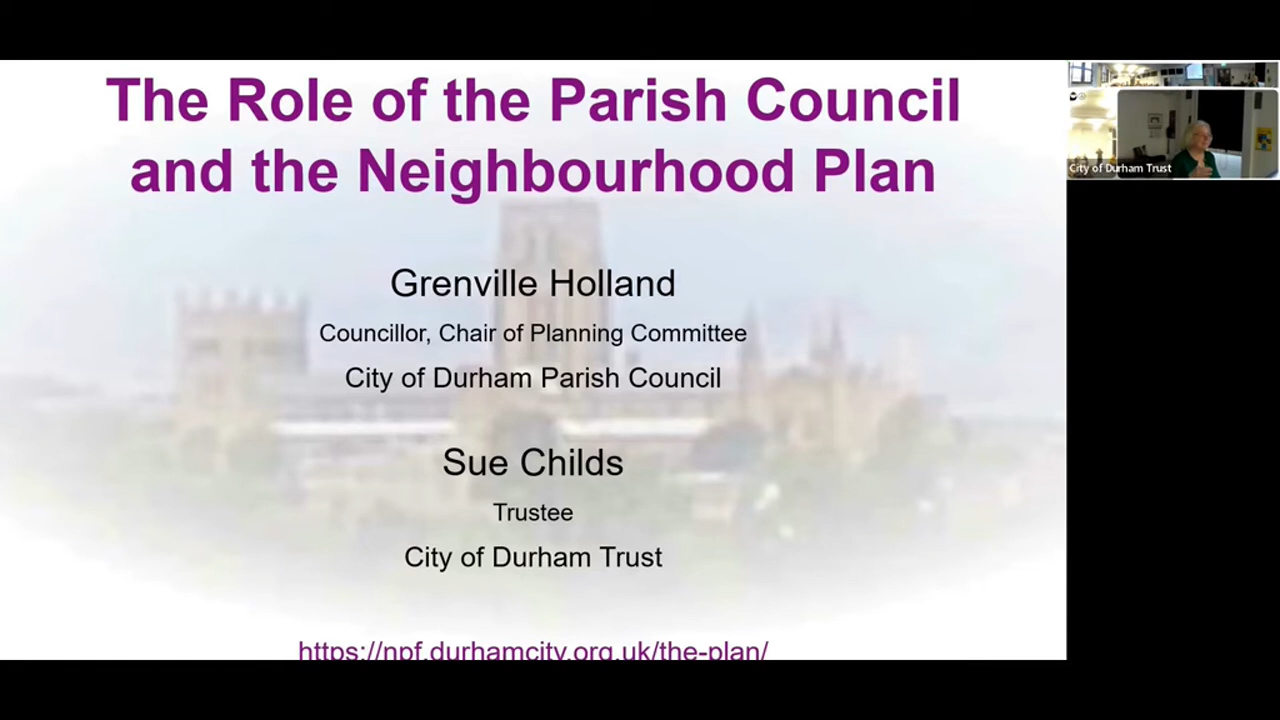 The Role of the Parish Council
and the Neighbourhood Plan
Grenville Holland
Councillor, Chair of Planning Committee
City of Durham Parish Council
Sue Childs
Trustee
City of Durham Trust
https://npf.durhamcity.org.uk/the-plan/
City of Durham Trust